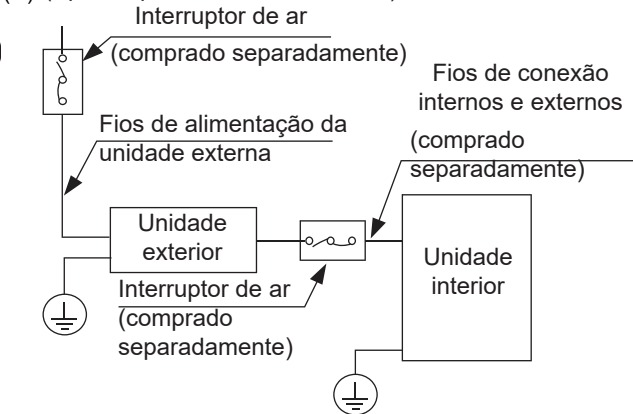 Interruptor de ar
(comprado separadamente)
Fios de conexão
internos e externos
(comprado
separadamente)
Fios de alimentação da
unidade externa
Unidade
exterior
Unidade
interior
Interruptor de ar
(comprado
separadamente)